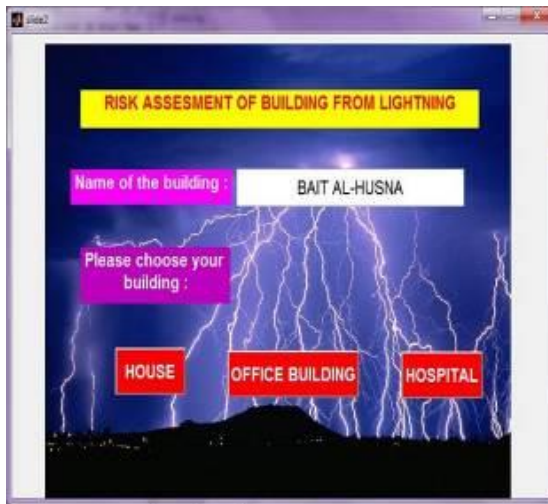 slide2
RISK ASSESMENT OF BUILDING FROM LIGHTNING
Name of the building :
BAIT AL-HUSNA
Please choose your
building :
HOUSE
OFFICE BUILDING
HOSPITAL